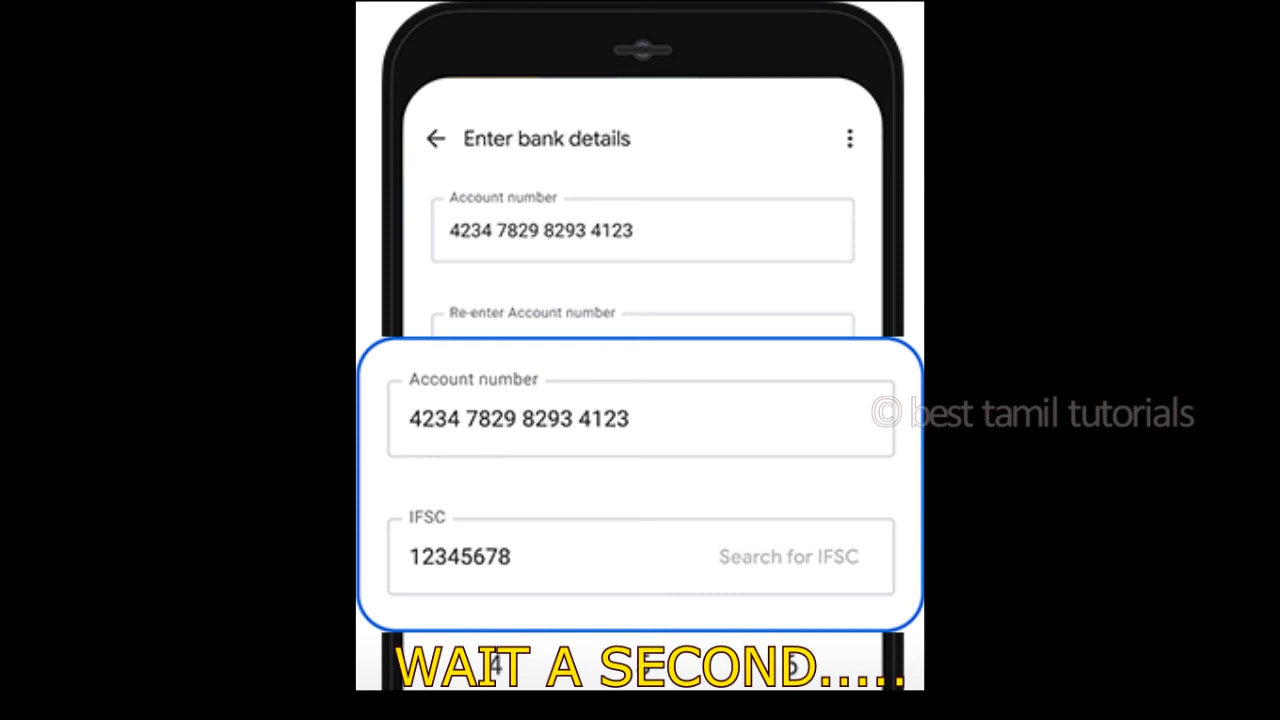 Enter bank details
Account number
4234 7829 8293 4123
Re-enter Account number
Account number
4234 7829 8293 4123
© best tamil tutorials
IFSC
12345678 Search for IFSC
WAIT A SECOND.....